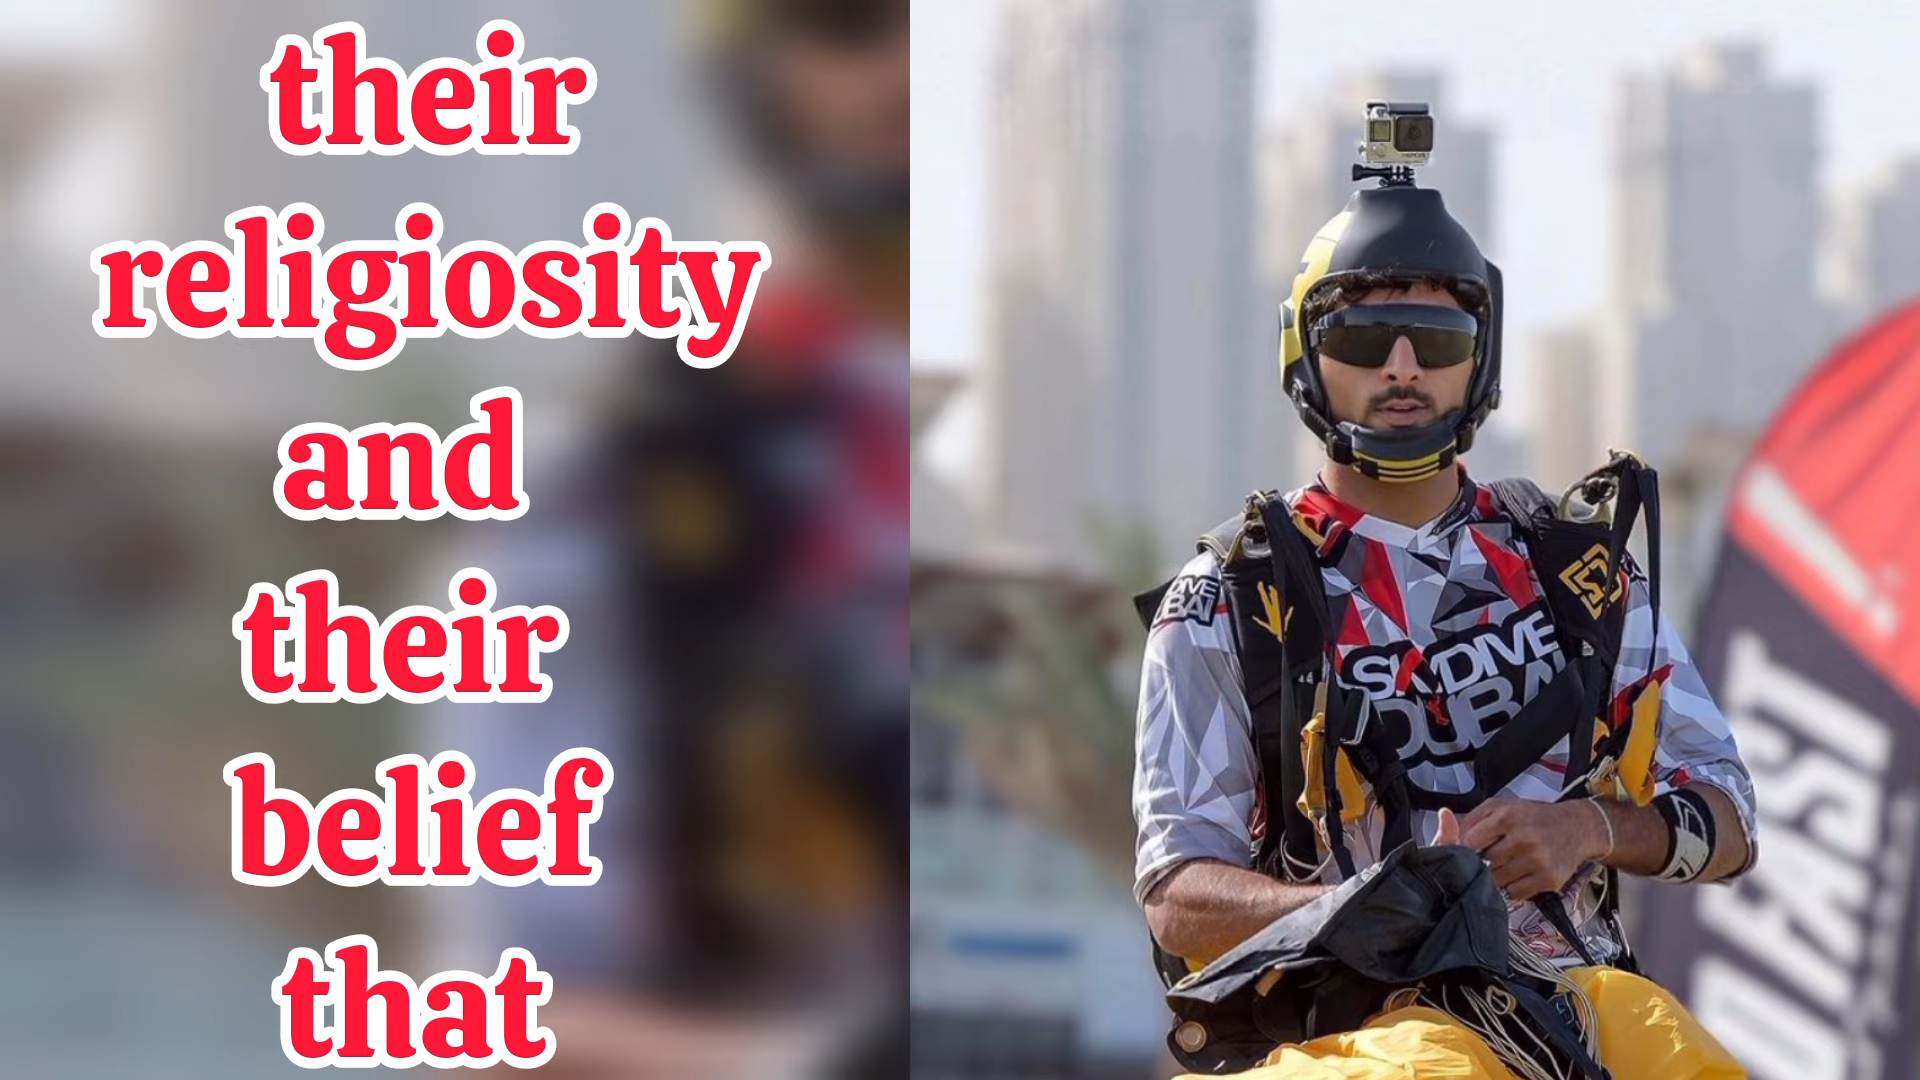 their
religiosity
and
their
belief
that
SKYDIVE
DUBAI